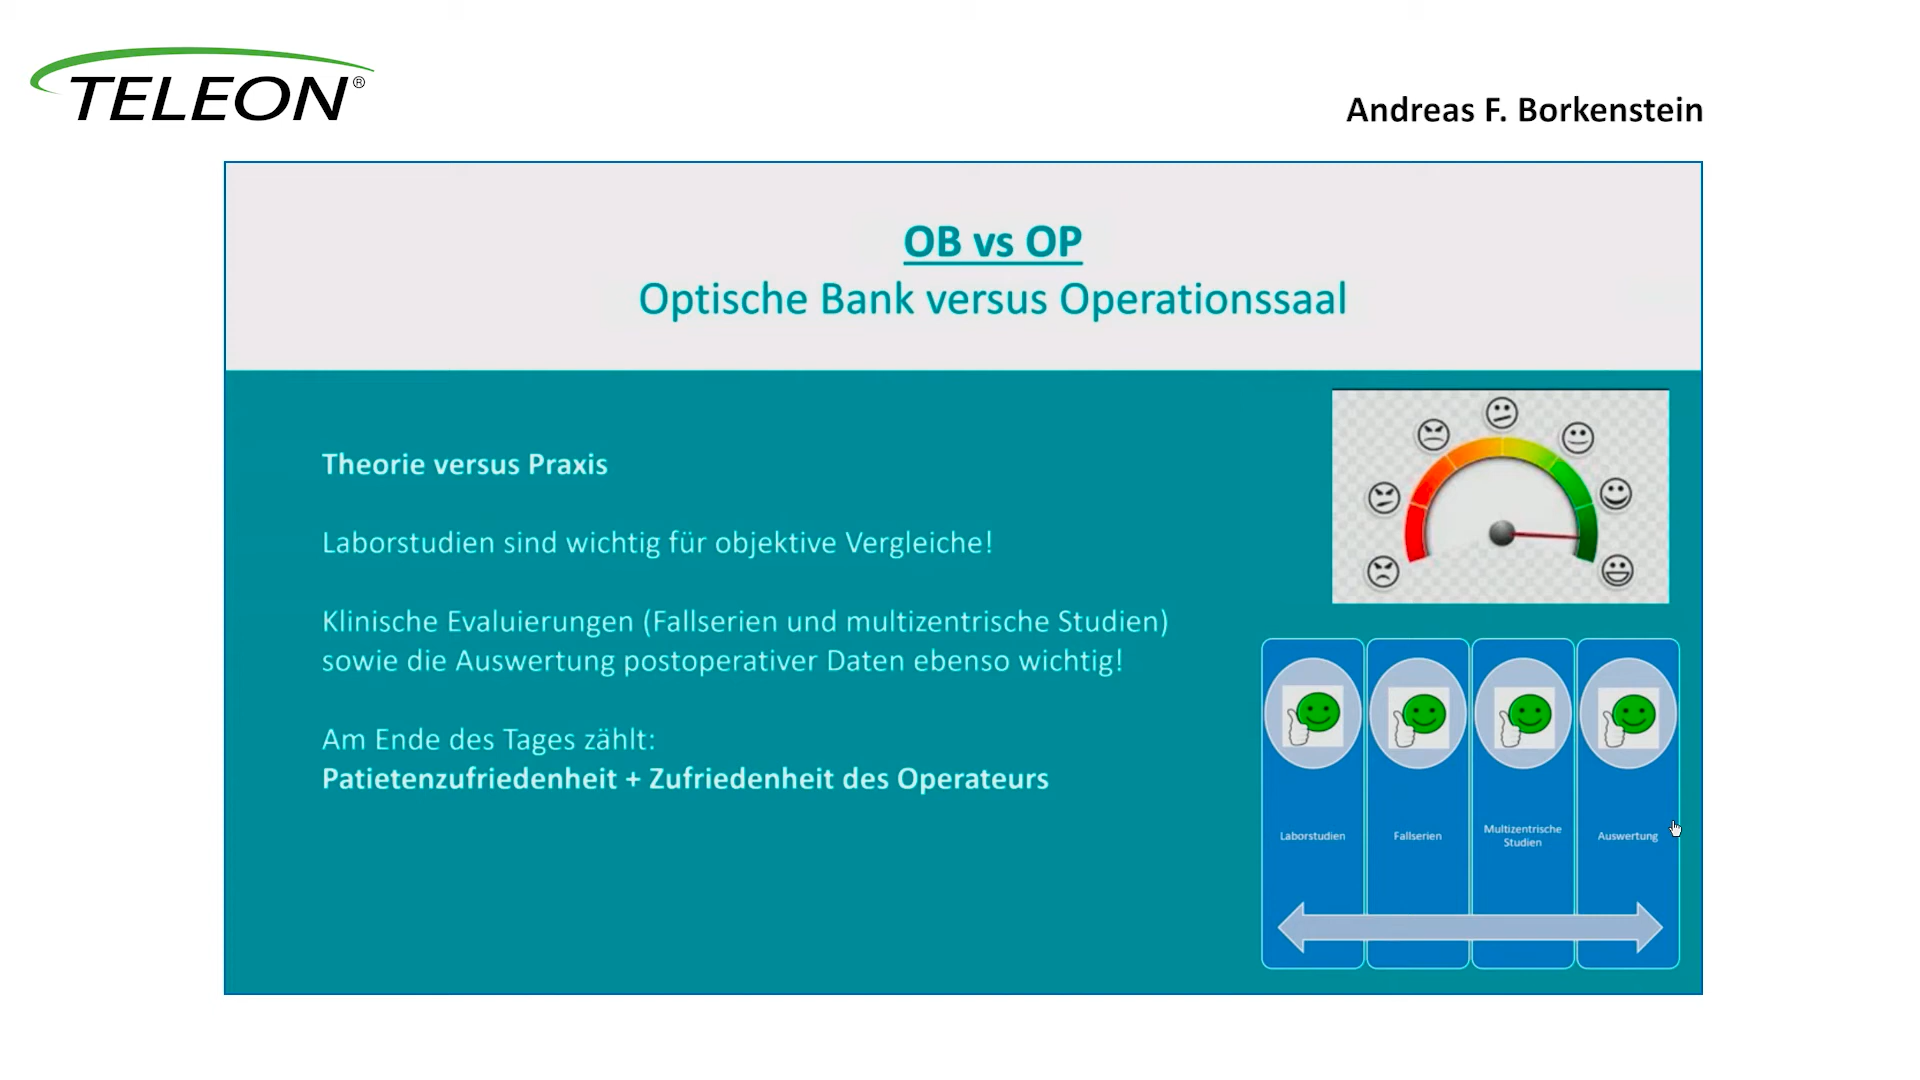 TELEON®
Andreas F. Borkenstein
OB vs OP
Optische Bank versus Operationssaal
Theorie versus Praxis
Laborstudien sind wichtig für objektive Vergleiche!
Klinische Evaluierungen (Fallserien und multizentrische Studien)
sowie die Auswertung postoperativer Daten ebenso wichtig!
Am Ende des Tages zählt:
Patietenzufriedenheit + Zufriedenheit des Operateurs
Laborstudien
Fallserien
Multizentrische
Studien
Auswertung